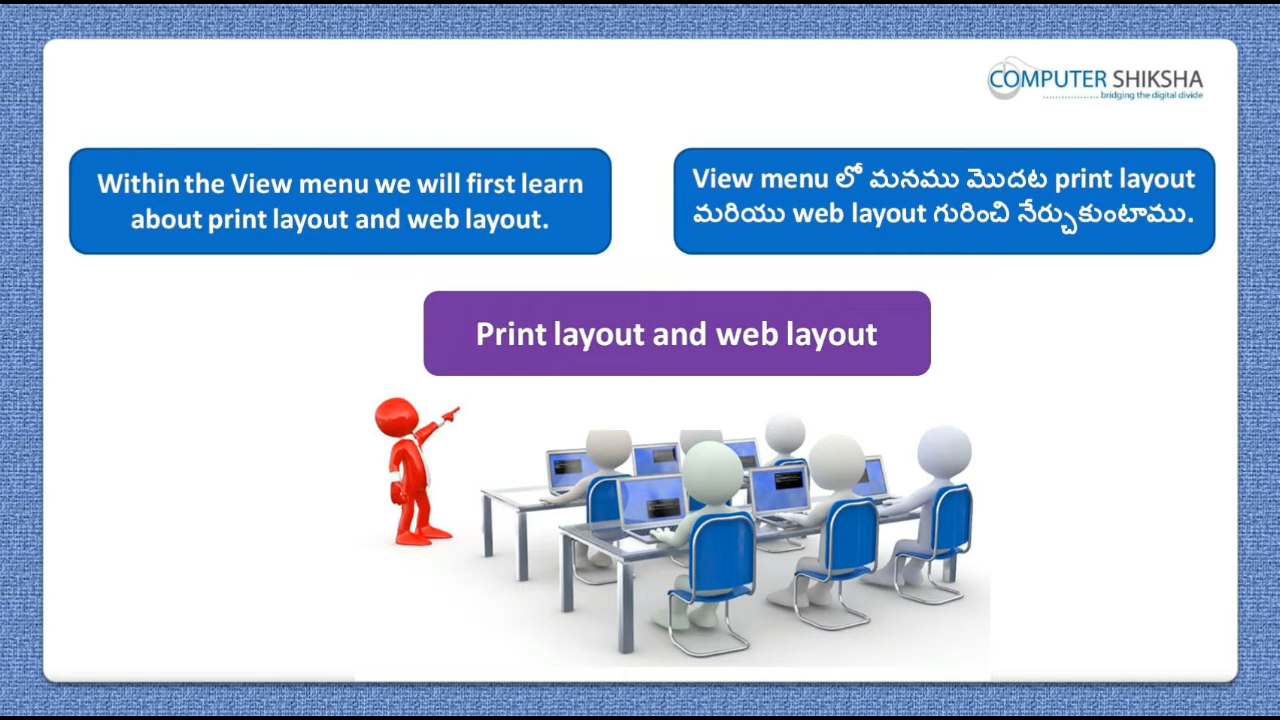 COMPUTER SHIKSHA
bridging the digital divide
Within the View menu we will first learn
about print layout and web layout.
View menu లో మనము మొదట print layout
మరియు web layout గురించి నేర్చుకుంటాము.
Print layout and web layout